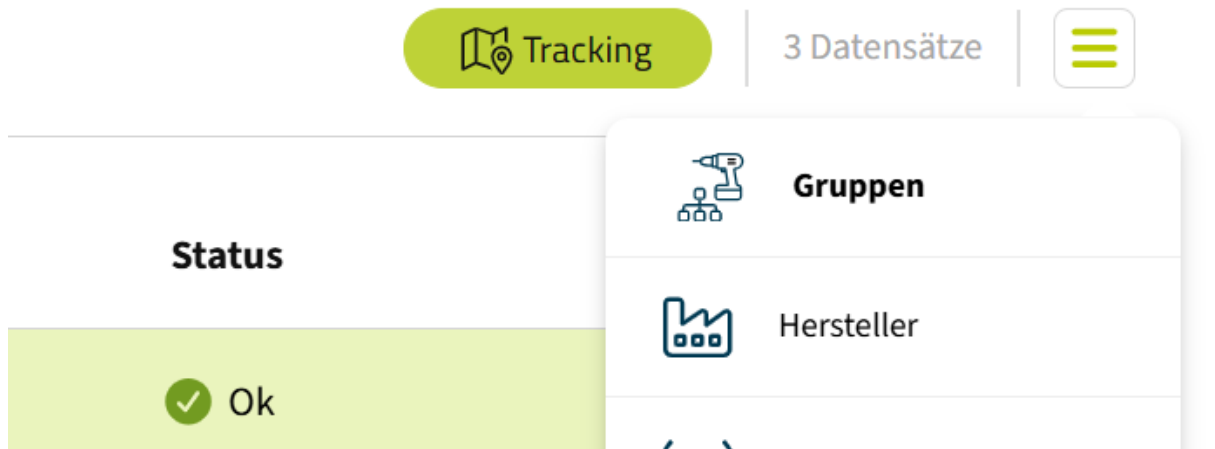 Tracking
3 Datensätze
Gruppen
Status
Hersteller
Ok